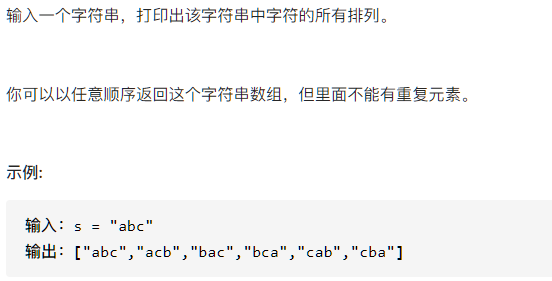 输入一个字符串，打印出该字符串中字符的所有排列。
你可以以任意顺序返回这个字符串数组，但里面不能有重复元素。
示例:
输入：s = "abc"
输出：["abc","acb","bac","bca","cab","cba"]